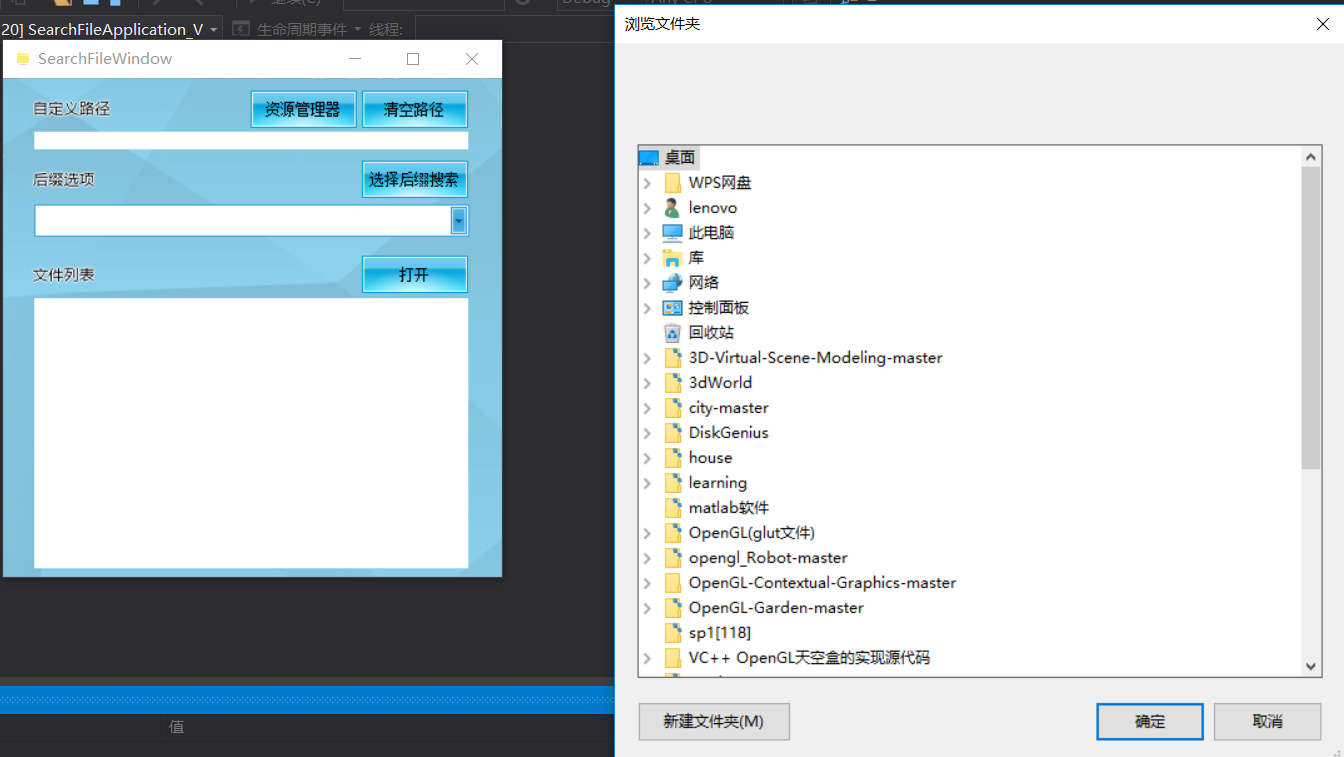 继续(C)
Debug
Any CPU
20] SearchFileApplication_V
生命周期事件
线程:
SearchFileWindow
自定义路径
资源管理器
清空路径
后缀选项
选择后缀搜索
文件列表
打开
值
浏览文件夹
桌面
WPS网盘
lenovo
此电脑
库
网络
控制面板
回收站
3D-Virtual-Scene-Modeling-master
3dWorld
city-master
DiskGenius
house
learning
matlab软件
OpenGL(glut文件)
opengl_Robot-master
OpenGL-Contextual-Graphics-master
OpenGL-Garden-master
sp1[118]
VC++ OpenGL天空盒的实现源代码
新建文件夹(M)
确定
取消